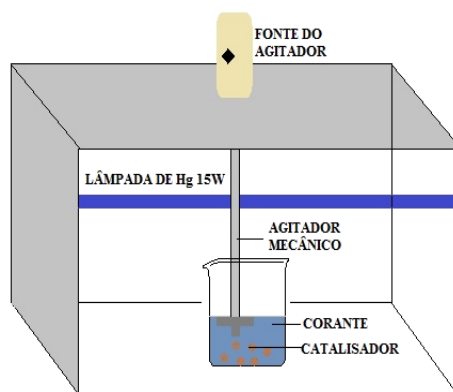 FONTE DO
AGITADOR
LÂMPADA DE Hg 15W
AGITADOR
MECÂNICO
CORANTE
CATALISADOR